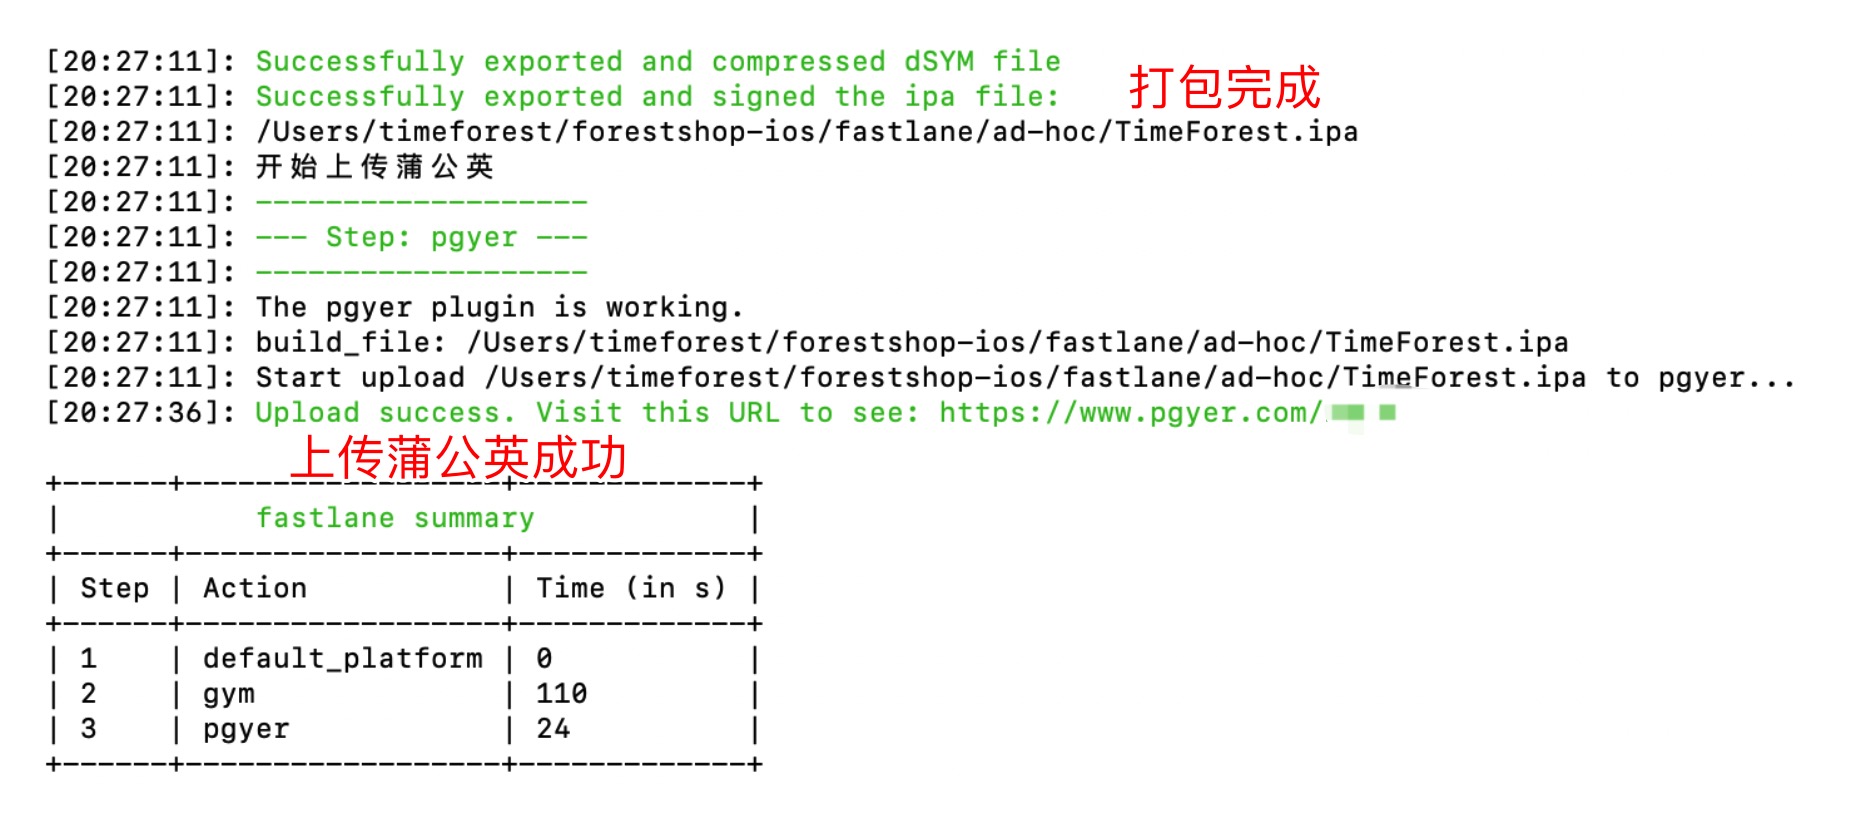 [20:27:11]: Successfully exported and compressed dSYM file
[20:27:11]: Successfully exported and signed the ipa file:
打包完成
[20:27:11]: /Users/timeforest/forestshop-ios/fastlane/ad-hoc/TimeForest.ipa
[20:27:11]: 开始上传蒲公英
[20:27:11]: -------------------
[20:27:11]: --- Step: pgyer ---
[20:27:11]: -------------------
[20:27:11]: The pgyer plugin is working.
[20:27:11]: build_file: /Users/timeforest/forestshop-ios/fastlane/ad-hoc/TimeForest.ipa
[20:27:11]: Start upload /Users/timeforest/forestshop-ios/fastlane/ad-hoc/TimeForest.ipa to pgyer...
[20:27:36]: Upload success. Visit this URL to see: https://www.pgyer.com/
上传蒲公英成功
+------+------------------+-------------+
| fastlane summary |
+------+------------------+-------------+
| Step | Action | Time (in s) |
+------+------------------+-------------+
| 1 | default_platform | 0 |
| 2 | gym | 110 |
| 3 | pgyer | 24 |
+------+------------------+-------------+